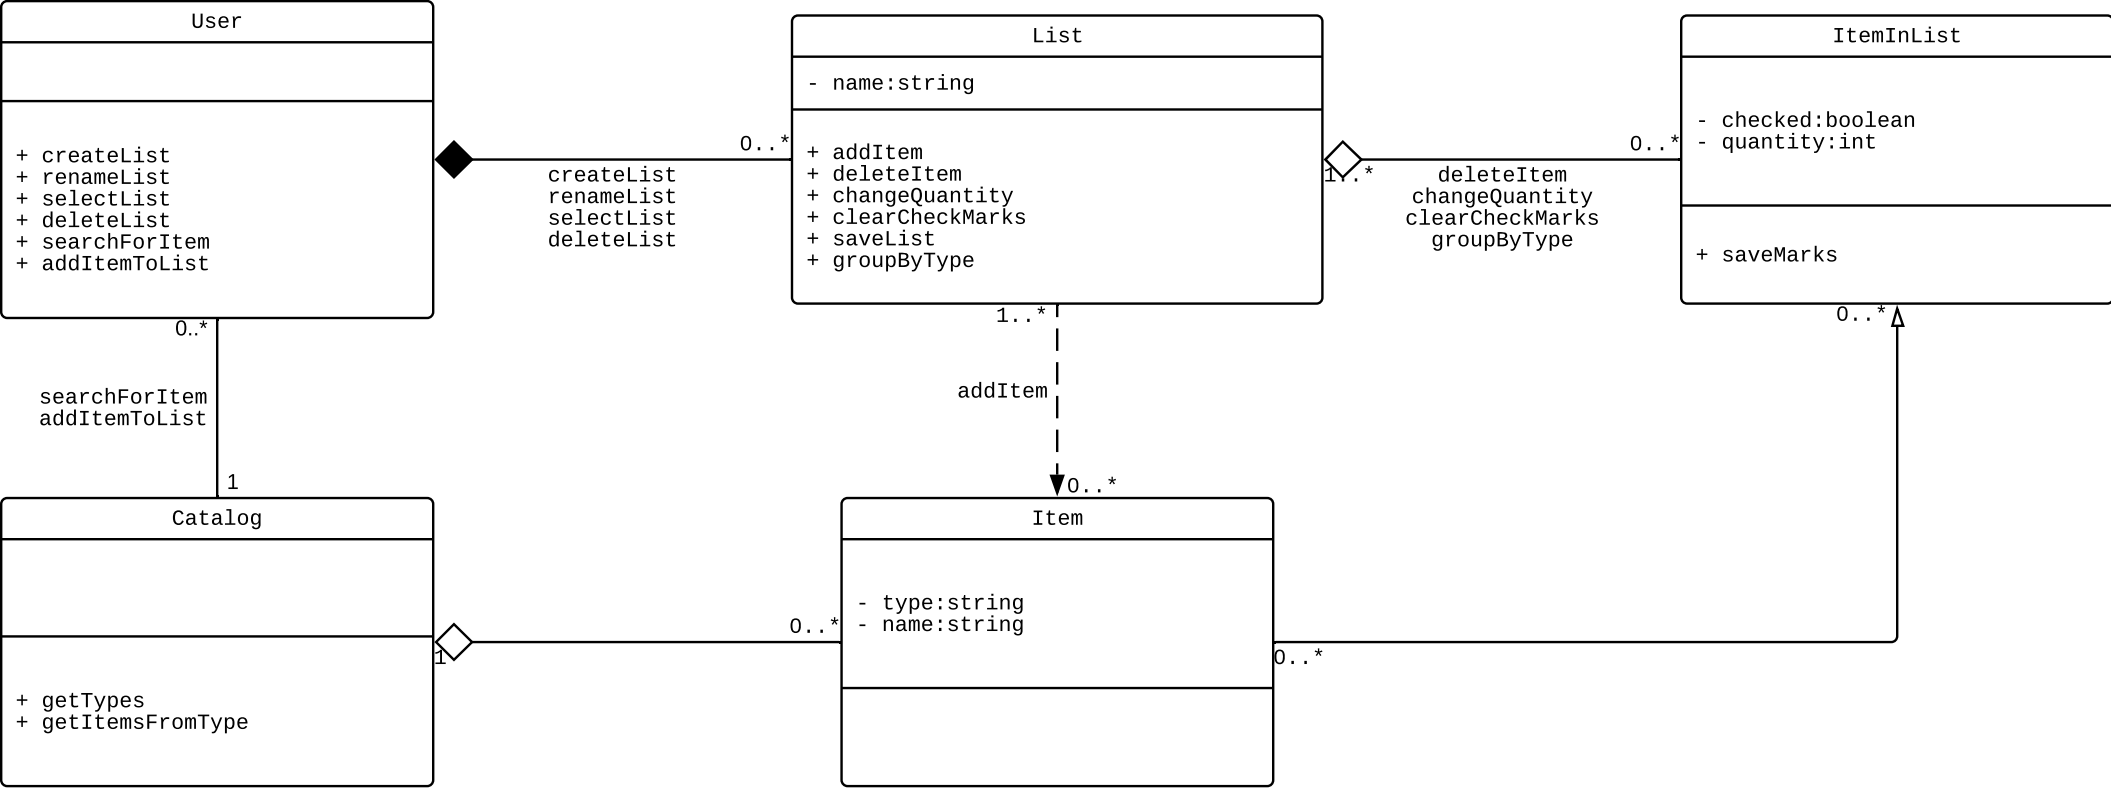 User
+ createList
+ renameList
+ selectList
+ deleteList
+ searchForItem
+ addItemToList
0..*
createList
renameList
selectList
deleteList
List
- name:string
+ addItem
+ deleteItem
+ changeQuantity
+ clearCheckMarks
+ saveList
+ groupByType
1..*
0..*
deleteItem
changeQuantity
clearCheckMarks
groupByType
ItemInList
- checked:boolean
- quantity:int
+ saveMarks
0..*
searchForItem
addItemToList
1
1..*
addItem
0..*
0..*
Catalog
+ getTypes
+ getItemsFromType
1
0..*
Item
- type:string
- name:string
0..*